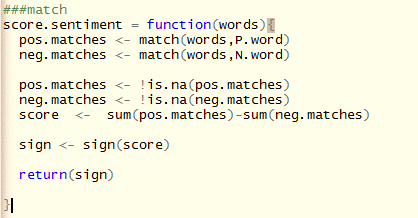 ###match
score.sentiment = function(words){
pos.matches <- match(words,P.word)
neg.matches <- match(words,N.word)
pos.matches <- !is.na(pos.matches)
neg.matches <- !is.na(neg.matches)
score  <-  sum(pos.matches)-sum(neg.matches)
sign <- sign(score)
return(sign)
}